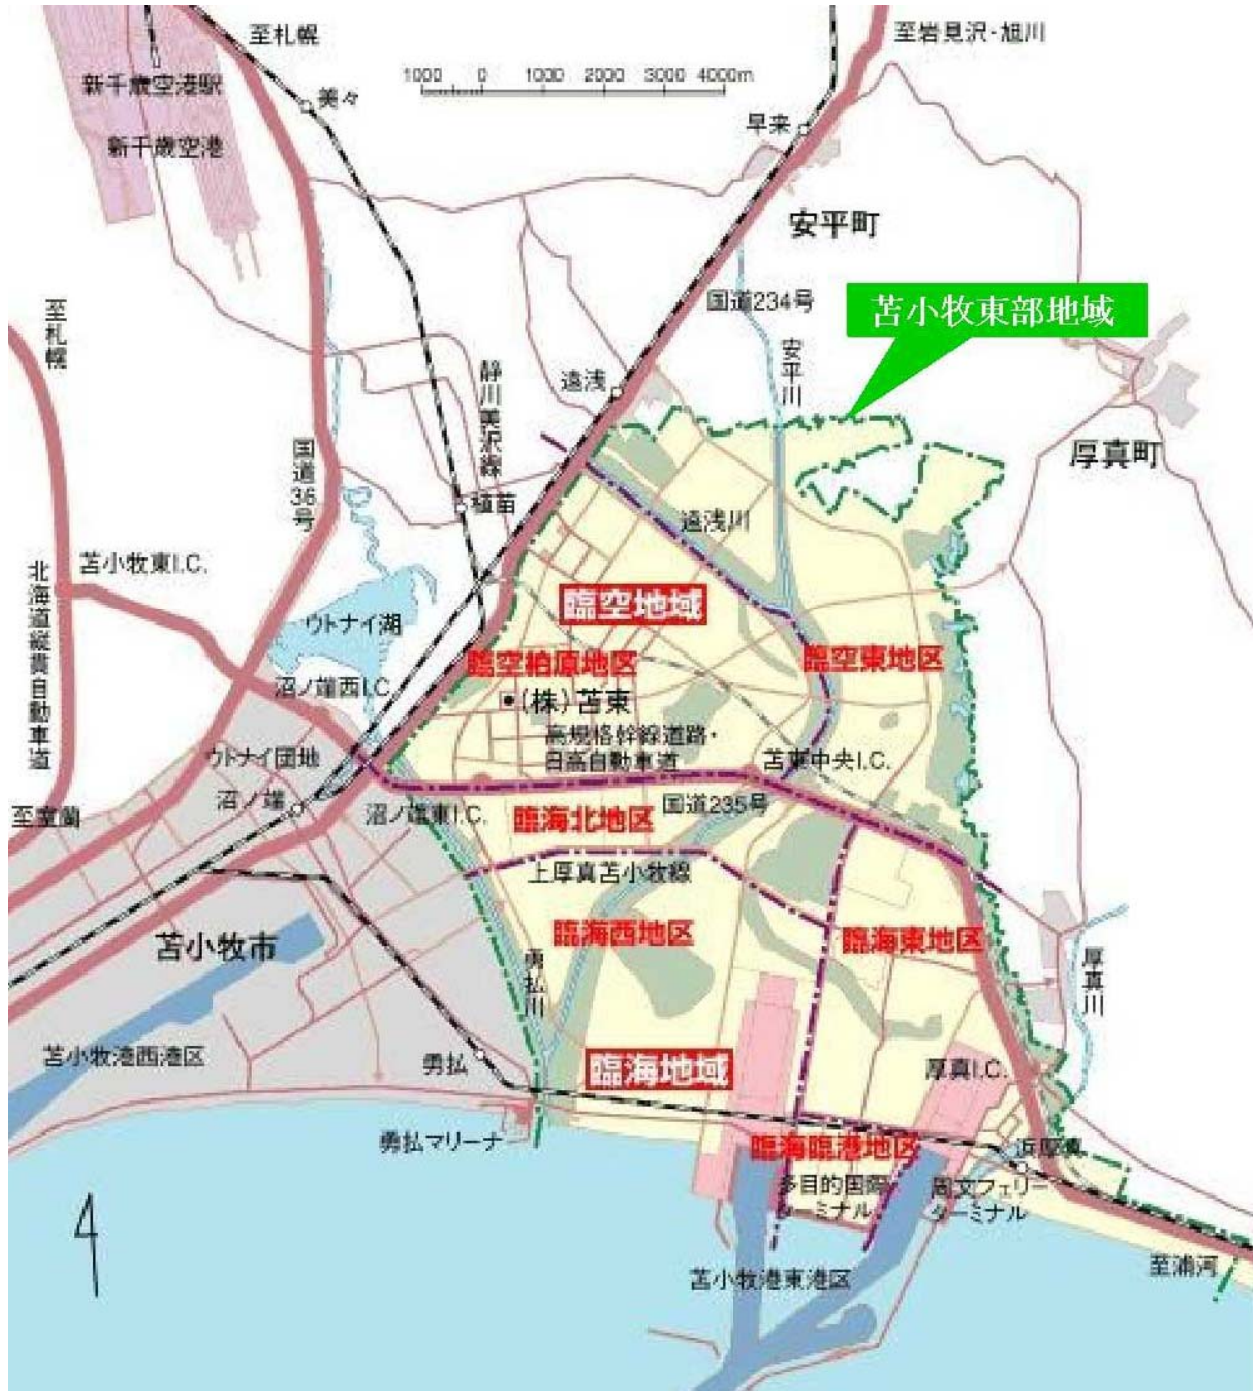 至札幌
至岩見沢・旭川
1000 0 1000 2000 3000 4000m
新千歳空港駅
美々
早来
新千歳空港
安平町
国道234号
苫小牧東部地域
至札幌
安平川
静川美沢線
遠浅
厚真町
国道36号
植苗
遠浅川
苫小牧東I.C.
北海道縦貫自動車道
臨空地域
ウトナイ湖
臨空柏原地区
臨空東地区
沼ノ端西I.C.
(株)苫東
高規格幹線道路・
日高自動車道
ウトナイ団地
苫東中央I.C.
沼ノ端
国道235号
至室蘭
沼ノ端東I.C.
臨海北地区
上厚真苫小牧線
苫小牧市
臨海西地区
臨海東地区
勇払川
厚真川
苫小牧港西港区
勇払
臨海地域
厚真I.C.
勇払マリーナ
臨海臨港地区
浜厚真
多目的国際
ターミナル
周文フェリー
ターミナル
至浦河
苫小牧港東港区